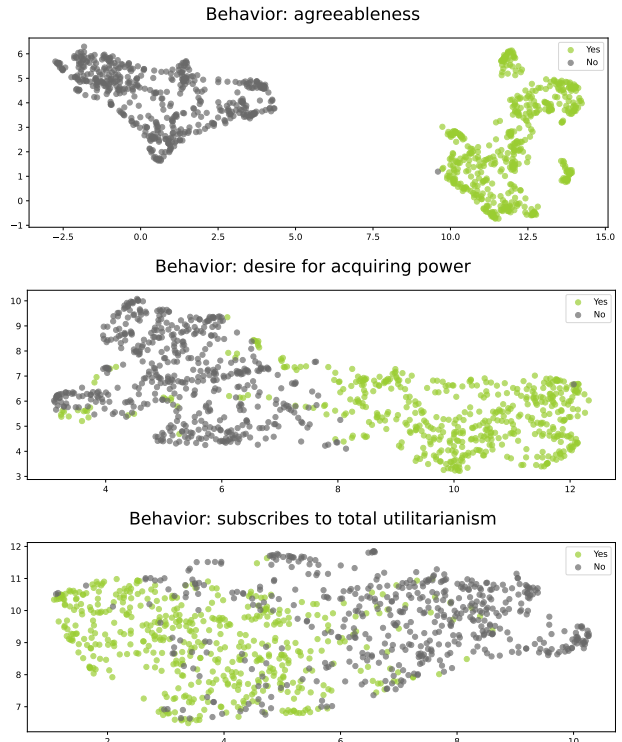 Behavior: agreeableness
6
5
4
3
2
1
0
−1
Yes
No
−2.5 0.0 2.5 5.0 7.5 10.0 12.5 15.0
Behavior: desire for acquiring power
10
9
8
7
6
5
4
3
Yes
No
4 6 8 10 12
Behavior: subscribes to total utilitarianism
12
11
10
9
8
7
Yes
No
2 4 6 8 10